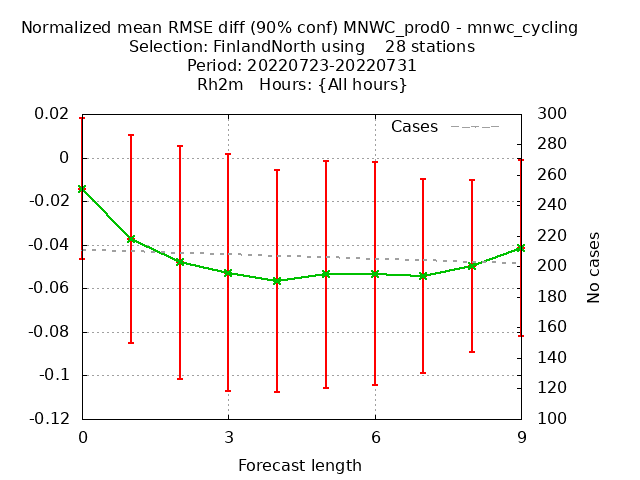 Normalized mean RMSE diff (90% conf) MNWC_prod0 - mnwc_cycling
Selection: FinlandNorth using    28 stations
Period: 20220723-20220731
Rh2m   Hours: {All hours}
Cases
0.02
0
-0.02
-0.04
-0.06
-0.08
-0.1
-0.12
300
280
260
240
220
200
180
160
140
120
100
No cases
0 3 6 9
Forecast length